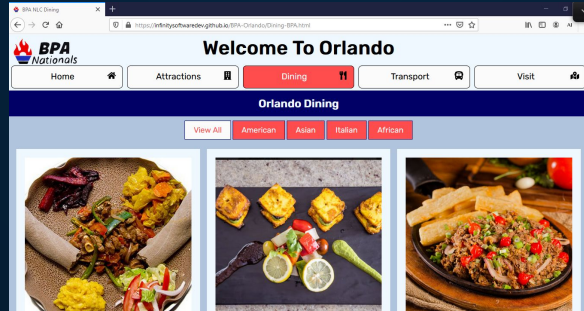 BPA NLC Dining
https://infinitysoftwaredev.github.io/BPA-Orlando/Dining-BPA.html
BPA
Nationals
Welcome To Orlando
Home
Attractions
Dining
Transport
Visit
Orlando Dining
View All
American
Asian
Italian
African